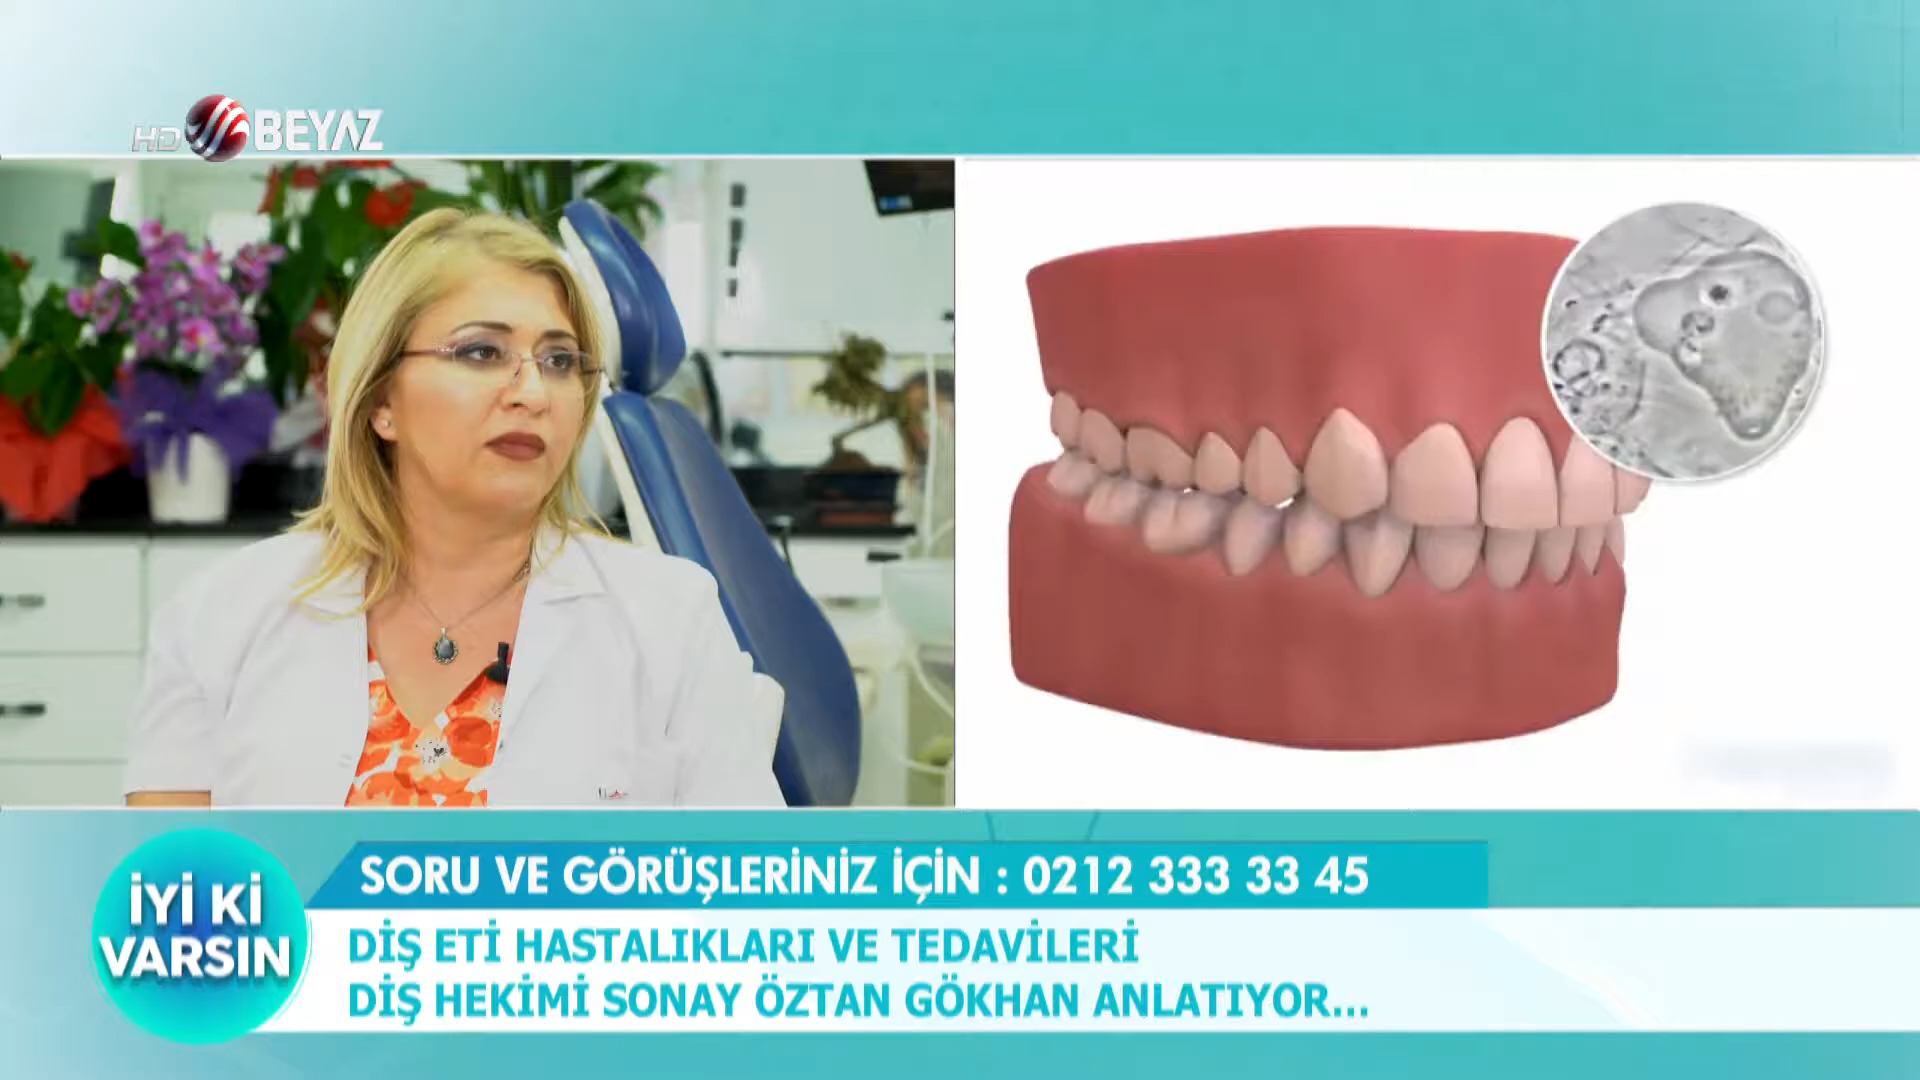 HD BEYAZ
SORU VE GÖRÜŞLERİNİZ İÇİN : 0212 333 33 45
İYİ Kİ
VARSIN
DİŞ ETİ HASTALIKLARI VE TEDAVİLERİ
DİŞ HEKİMİ SONAY ÖZTAN GÖKHAN ANLATIYOR...